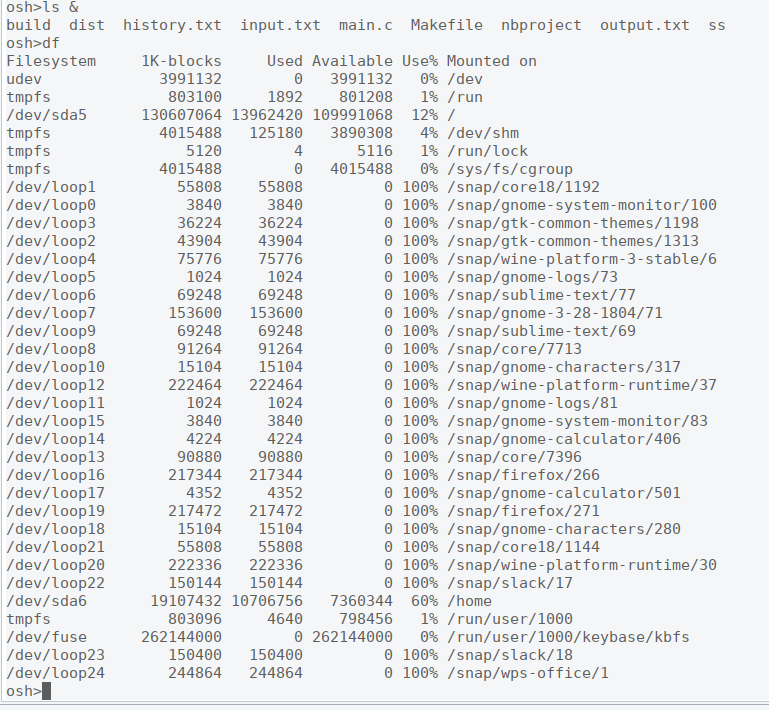 osh>ls &
build  dist  history.txt  input.txt  main.c  Makefile  nbproject  output.txt  ss
osh>df
Filesystem     1K-blocks     Used Available Use% Mounted on
udev             3991132        0   3991132   0% /dev
tmpfs             803100     1892    801208   1% /run
/dev/sda5      130607064 13962420 109991068  12% /
tmpfs            4015488   125180   3890308   4% /dev/shm
tmpfs               5120        4      5116   1% /run/lock
tmpfs            4015488        0   4015488   0% /sys/fs/cgroup
/dev/loop1         55808    55808         0 100% /snap/core18/1192
/dev/loop0          3840     3840         0 100% /snap/gnome-system-monitor/100
/dev/loop3         36224    36224         0 100% /snap/gtk-common-themes/1198
/dev/loop2         43904    43904         0 100% /snap/gtk-common-themes/1313
/dev/loop4         75776    75776         0 100% /snap/wine-platform-3-stable/6
/dev/loop5          1024     1024         0 100% /snap/gnome-logs/73
/dev/loop6         69248    69248         0 100% /snap/sublime-text/77
/dev/loop7        153600   153600         0 100% /snap/gnome-3-28-1804/71
/dev/loop9         69248    69248         0 100% /snap/sublime-text/69
/dev/loop8         91264    91264         0 100% /snap/core/7713
/dev/loop10        15104    15104         0 100% /snap/gnome-characters/317
/dev/loop12       222464   222464         0 100% /snap/wine-platform-runtime/37
/dev/loop11         1024     1024         0 100% /snap/gnome-logs/81
/dev/loop15         3840     3840         0 100% /snap/gnome-system-monitor/83
/dev/loop14         4224     4224         0 100% /snap/gnome-calculator/406
/dev/loop13        90880    90880         0 100% /snap/core/7396
/dev/loop16       217344   217344         0 100% /snap/firefox/266
/dev/loop17         4352     4352         0 100% /snap/gnome-calculator/501
/dev/loop19       217472   217472         0 100% /snap/firefox/271
/dev/loop18        15104    15104         0 100% /snap/gnome-characters/280
/dev/loop21        55808    55808         0 100% /snap/core18/1144
/dev/loop20       222336   222336         0 100% /snap/wine-platform-runtime/30
/dev/loop22       150144   150144         0 100% /snap/slack/17
/dev/sda6       19107432 10706756   7360344  60% /home
tmpfs             803096     4640    798456   1% /run/user/1000
/dev/fuse      262144000        0 262144000   0% /run/user/1000/keybase/kbfs
/dev/loop23       150400   150400         0 100% /snap/slack/18
/dev/loop24       244864   244864         0 100% /snap/wps-office/1
osh>